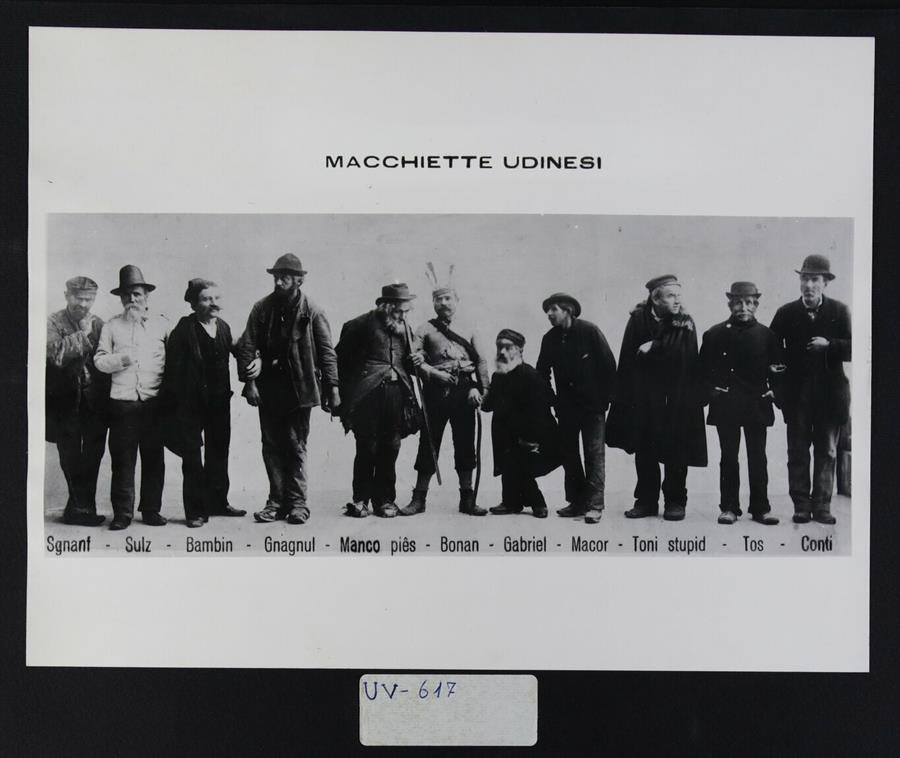 MACCHIETTE UDINESI
Sgnanf - Sulz - Bambin - Gnagnul - Manco piês - Bonan - Gabriel - Macor - Toni stupid - Tos - Conti
UV-617